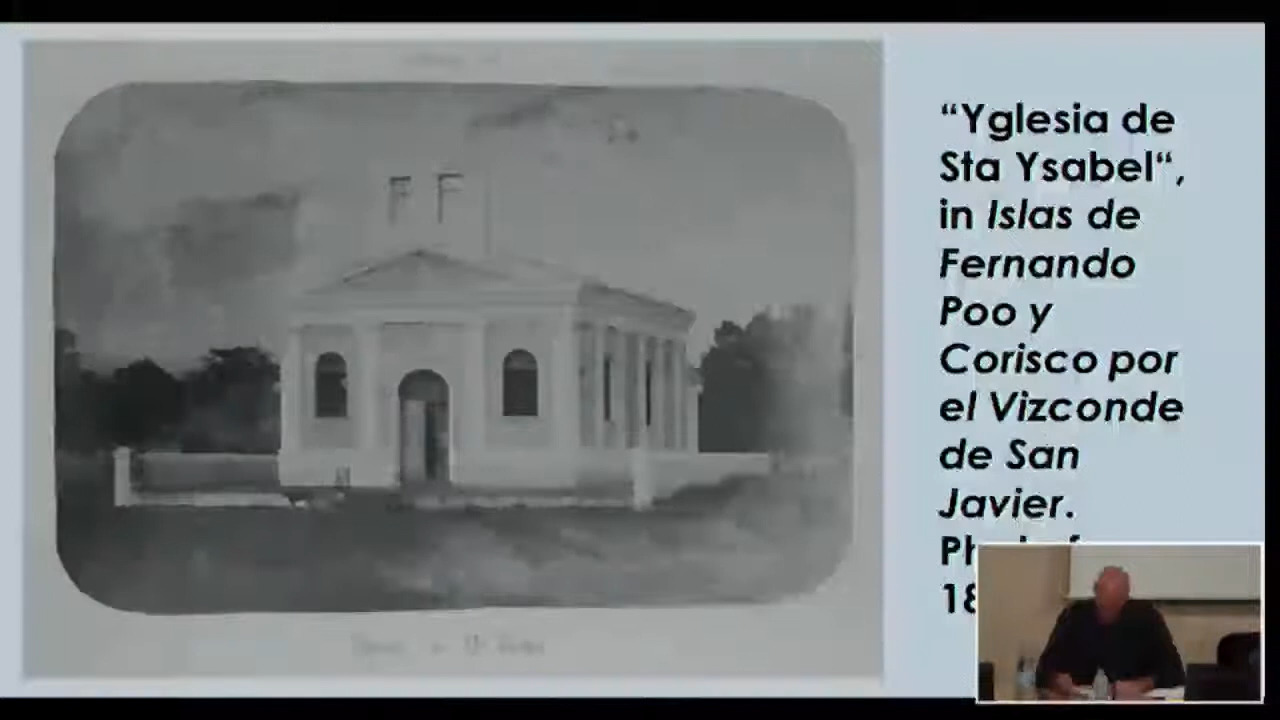 “Yglesia de
Sta Ysabel“,
in Islas de
Fernando
Poo y
Corisco por
el Vizconde
de San
Javier.